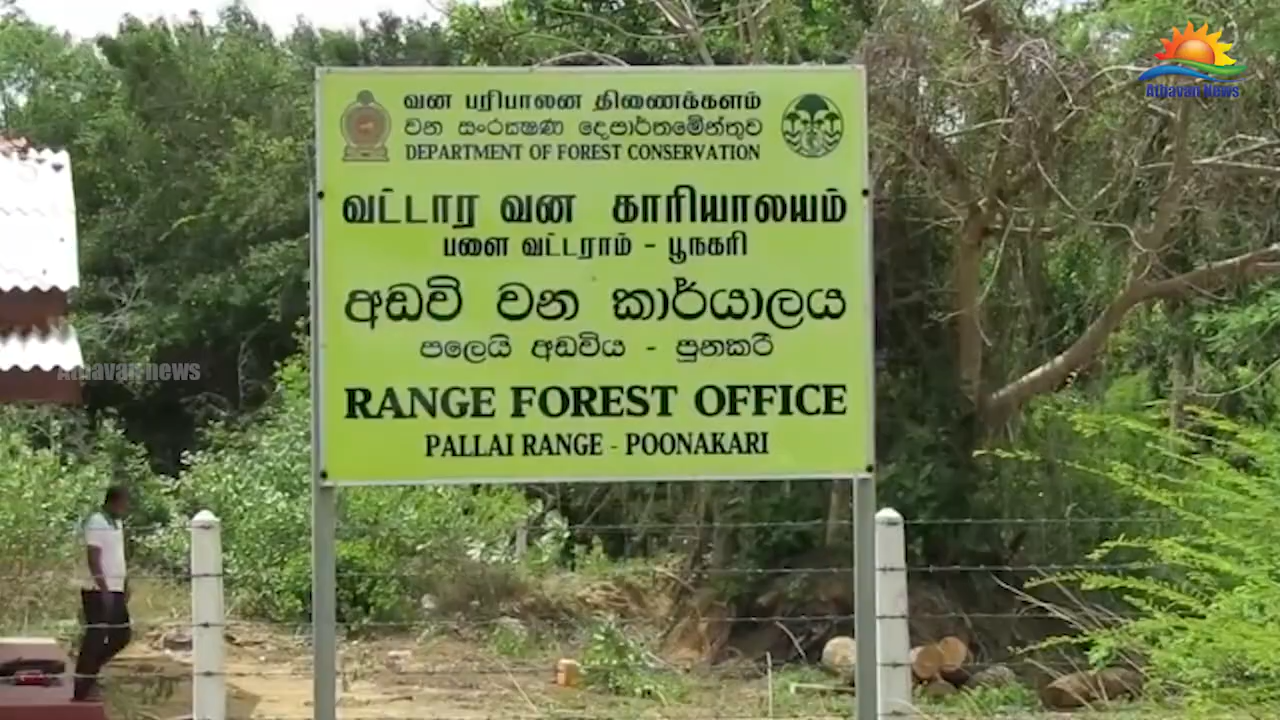 வன பரிபாலன திணைக்களம்
වන සංරක්ෂණ දෙපාර්තමේන්තුව
DEPARTMENT OF FOREST CONSERVATION
வட்டார வன காரியாலயம்
பளை வட்டராம் - பூநகரி
අඩවි වන කාර්යාලය
පලෙයි අඩවිය - පුනකරී
RANGE FOREST OFFICE
PALLAI RANGE - POONAKARI
Athavan News
Athavan news